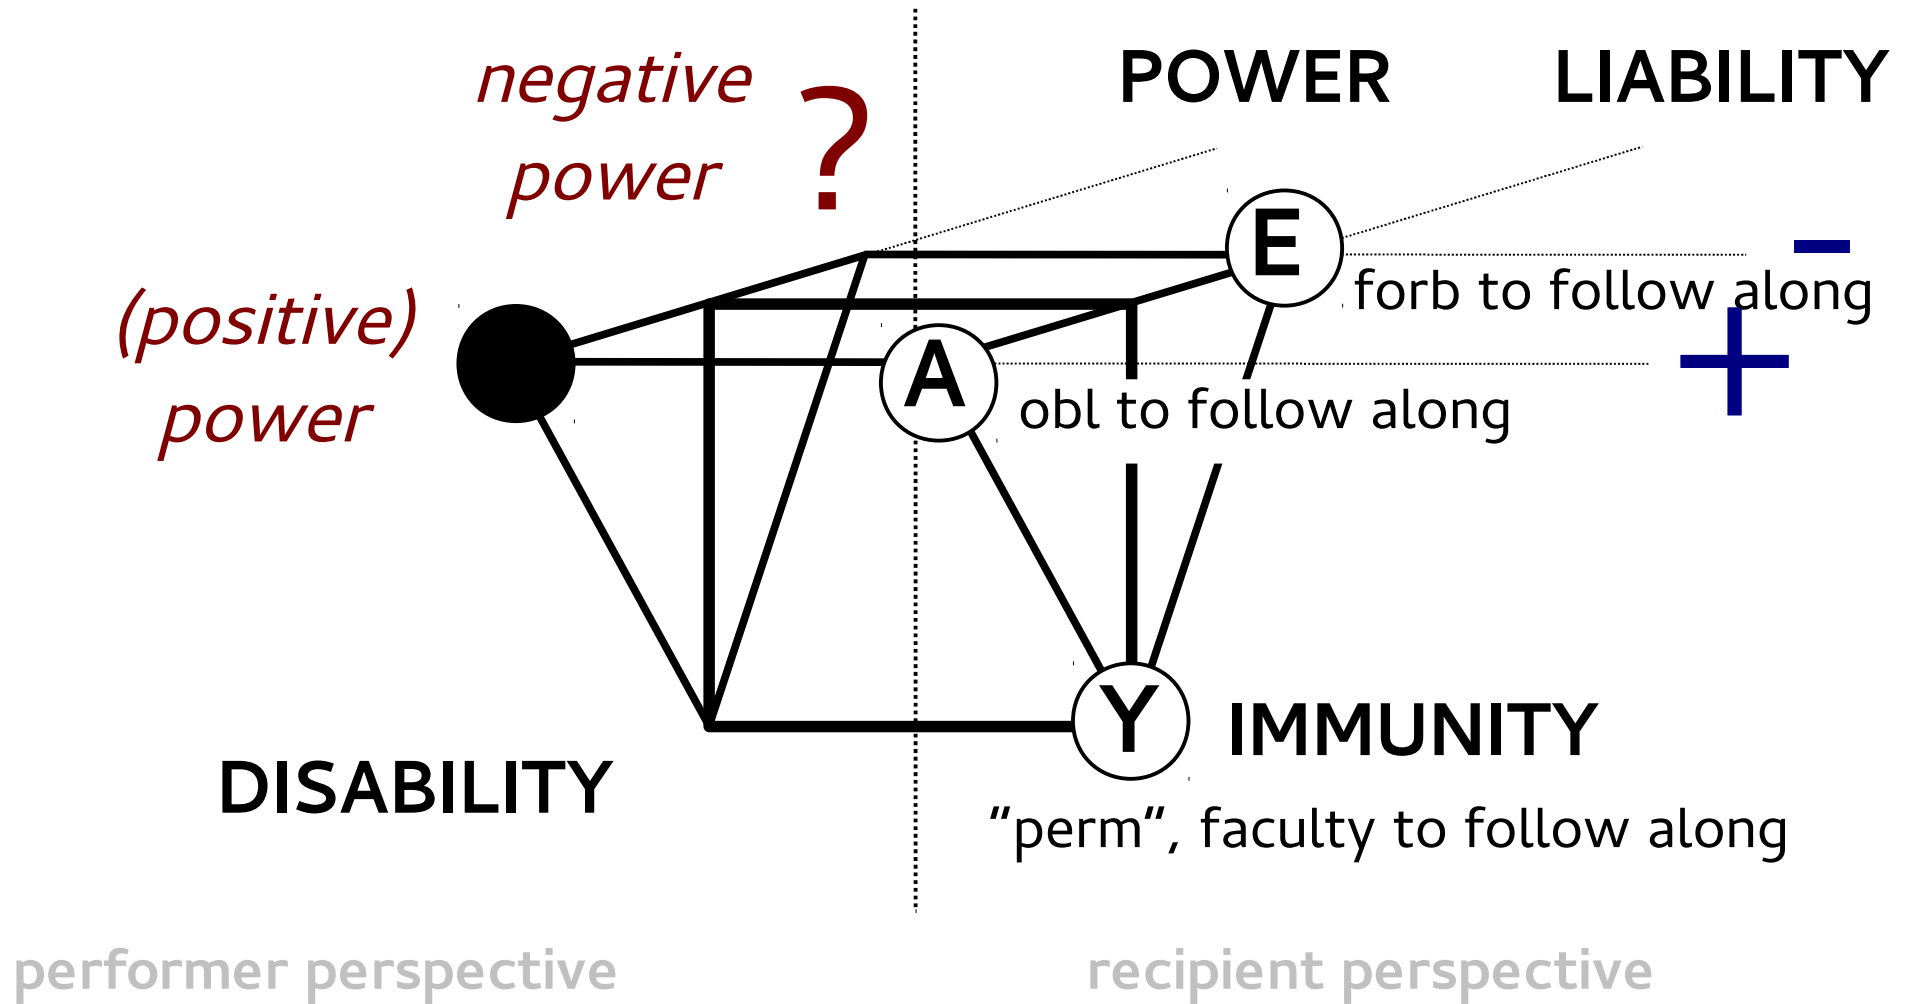 negative
power
?
POWER
LIABILITY
E
-
forb to follow along
(positive)
power
A
+
obl to follow along
Y
IMMUNITY
DISABILITY
"perm", faculty to follow along
performer perspective
recipient perspective